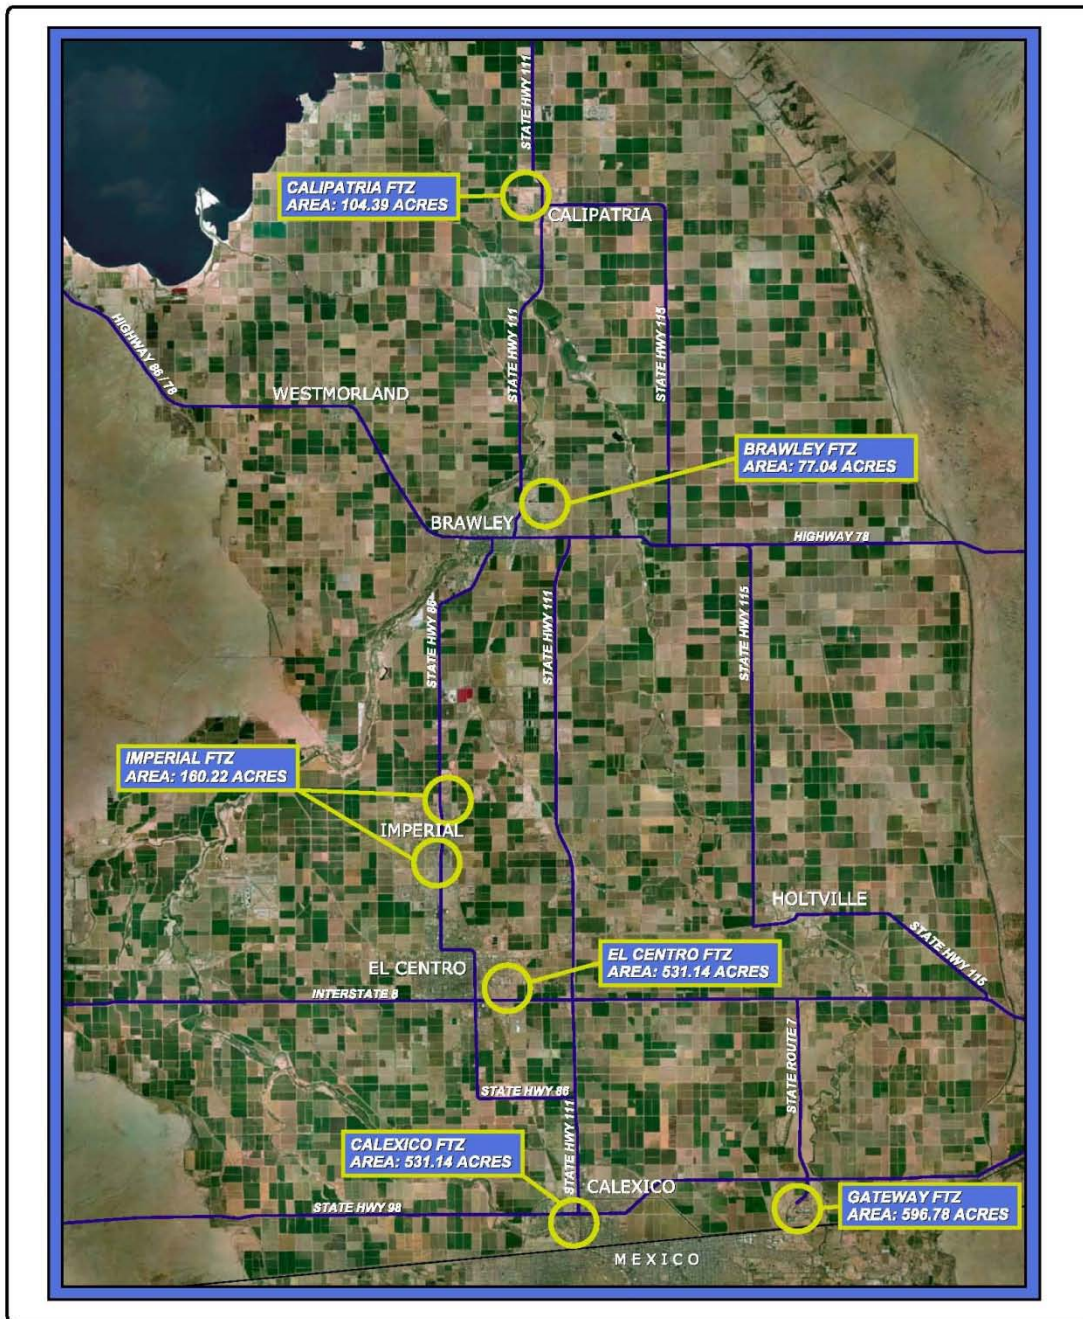 STATE HWY 111
CALIPATRIA FTZ
AREA: 104.39 ACRES
CALIPATRIA
HIGHWAY 86 / 78
STATE HWY 111
STATE HWY 115
WESTMORLAND
BRAWLEY FTZ
AREA: 77.04 ACRES
BRAWLEY
HIGHWAY 78
STATE HWY 86
STATE HWY 111
STATE HWY 115
IMPERIAL FTZ
AREA: 160.22 ACRES
IMPERIAL
HOLTVILLE
STATE HWY 115
EL CENTRO FTZ
AREA: 531.14 ACRES
EL CENTRO
INTERSTATE 8
STATE ROUTE 7
STATE HWY 86
STATE HWY 111
CALEXICO FTZ
AREA: 531.14 ACRES
CALEXICO
GATEWAY FTZ
AREA: 596.78 ACRES
STATE HWY 98
MEXICO